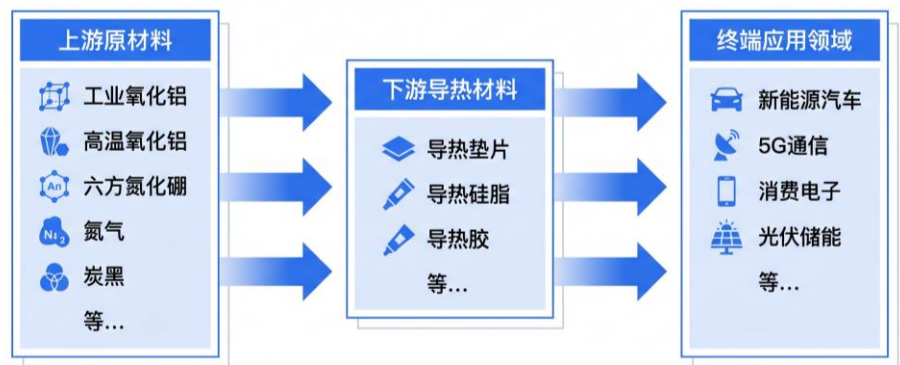 上游原材料
工业氧化铝
高温氧化铝
An
六方氮化硼
N₂
氮气
炭黑
等...
下游导热材料
导热垫片
导热硅脂
导热胶
等...
终端应用领域
新能源汽车
5G通信
消费电子
光伏储能
等...